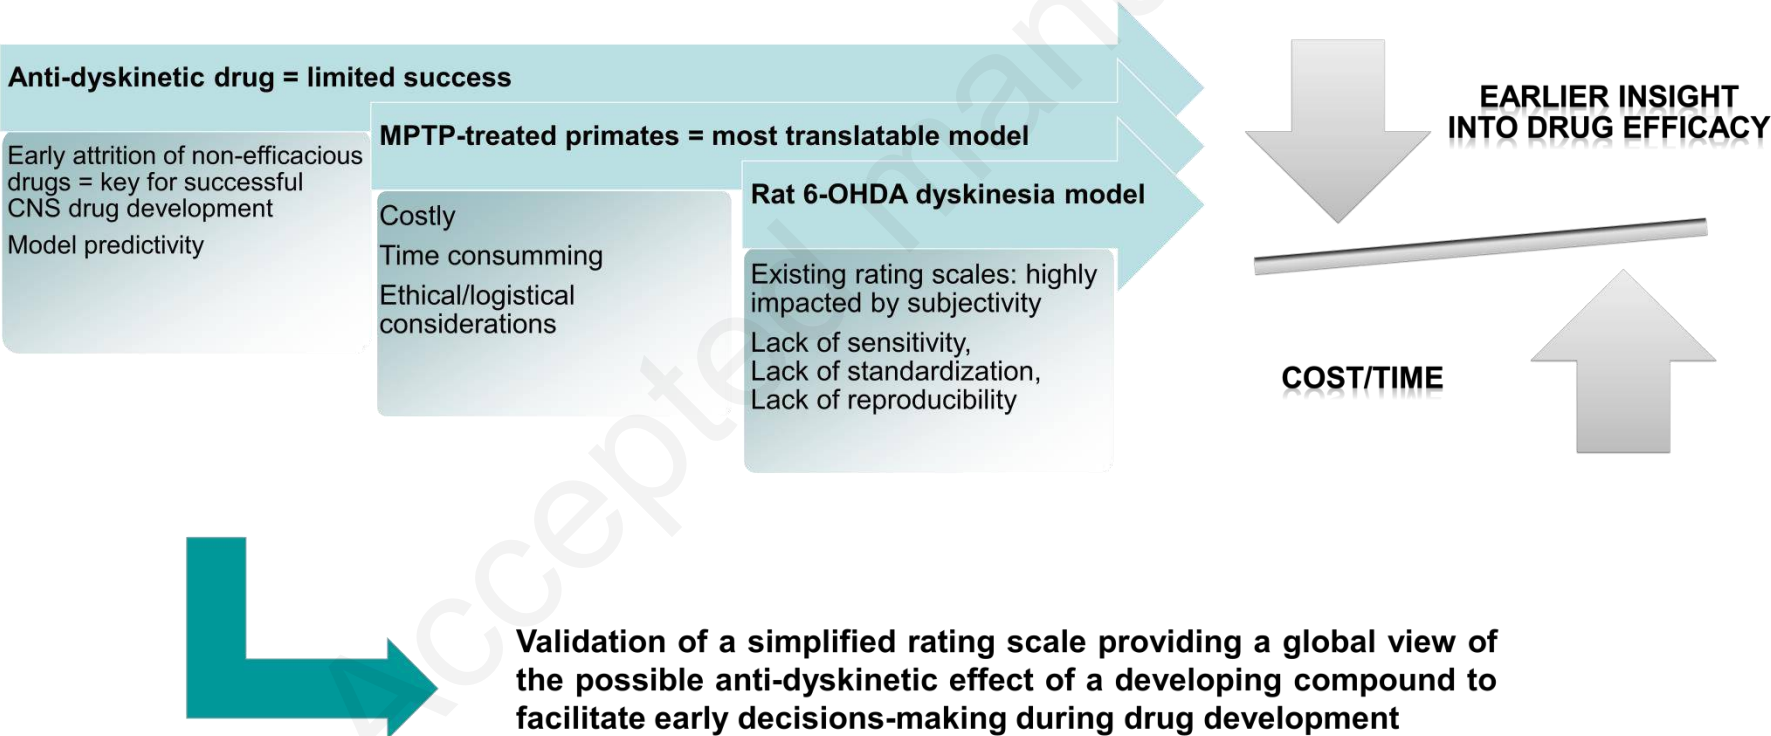 Anti-dyskinetic drug = limited success
Early attrition of non-efficacious
drugs = key for successful
CNS drug development
Model predictivity
MPTP-treated primates = most translatable model
Costly
Time consumming
Ethical/logistical
considerations
Rat 6-OHDA dyskinesia model
Existing rating scales: highly
impacted by subjectivity
Lack of sensitivity,
Lack of standardization,
Lack of reproducibility
EARLIER INSIGHT
INTO DRUG EFFICACY
COST/TIME
Validation of a simplified rating scale providing a global view of
the possible anti-dyskinetic effect of a developing compound to
facilitate early decisions-making during drug development
Accepted